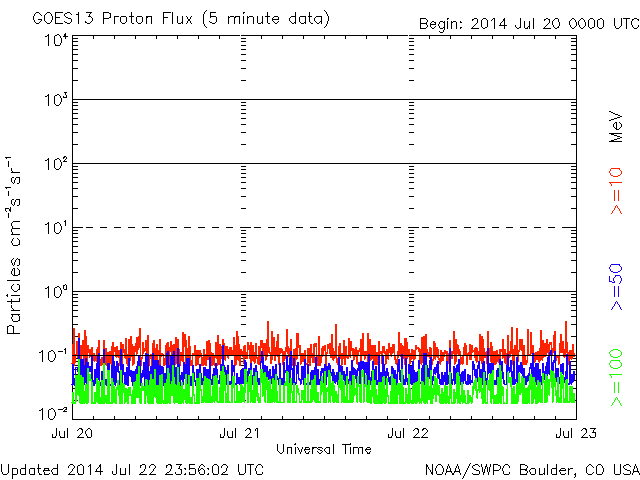 GOES13 Proton Flux (5 minute data)
Begin: 2014 Jul 20 0000 UTC
Particles cm⁻²s⁻¹sr⁻¹
10⁴
10³
10²
10¹
10⁰
10⁻¹
10⁻²
Jul 20
Jul 21
Jul 22
Jul 23
Universal Time
MeV
>=10
>=50
>=100
Updated 2014 Jul 22 23:56:02 UTC
NOAA/SWPC Boulder, CO USA